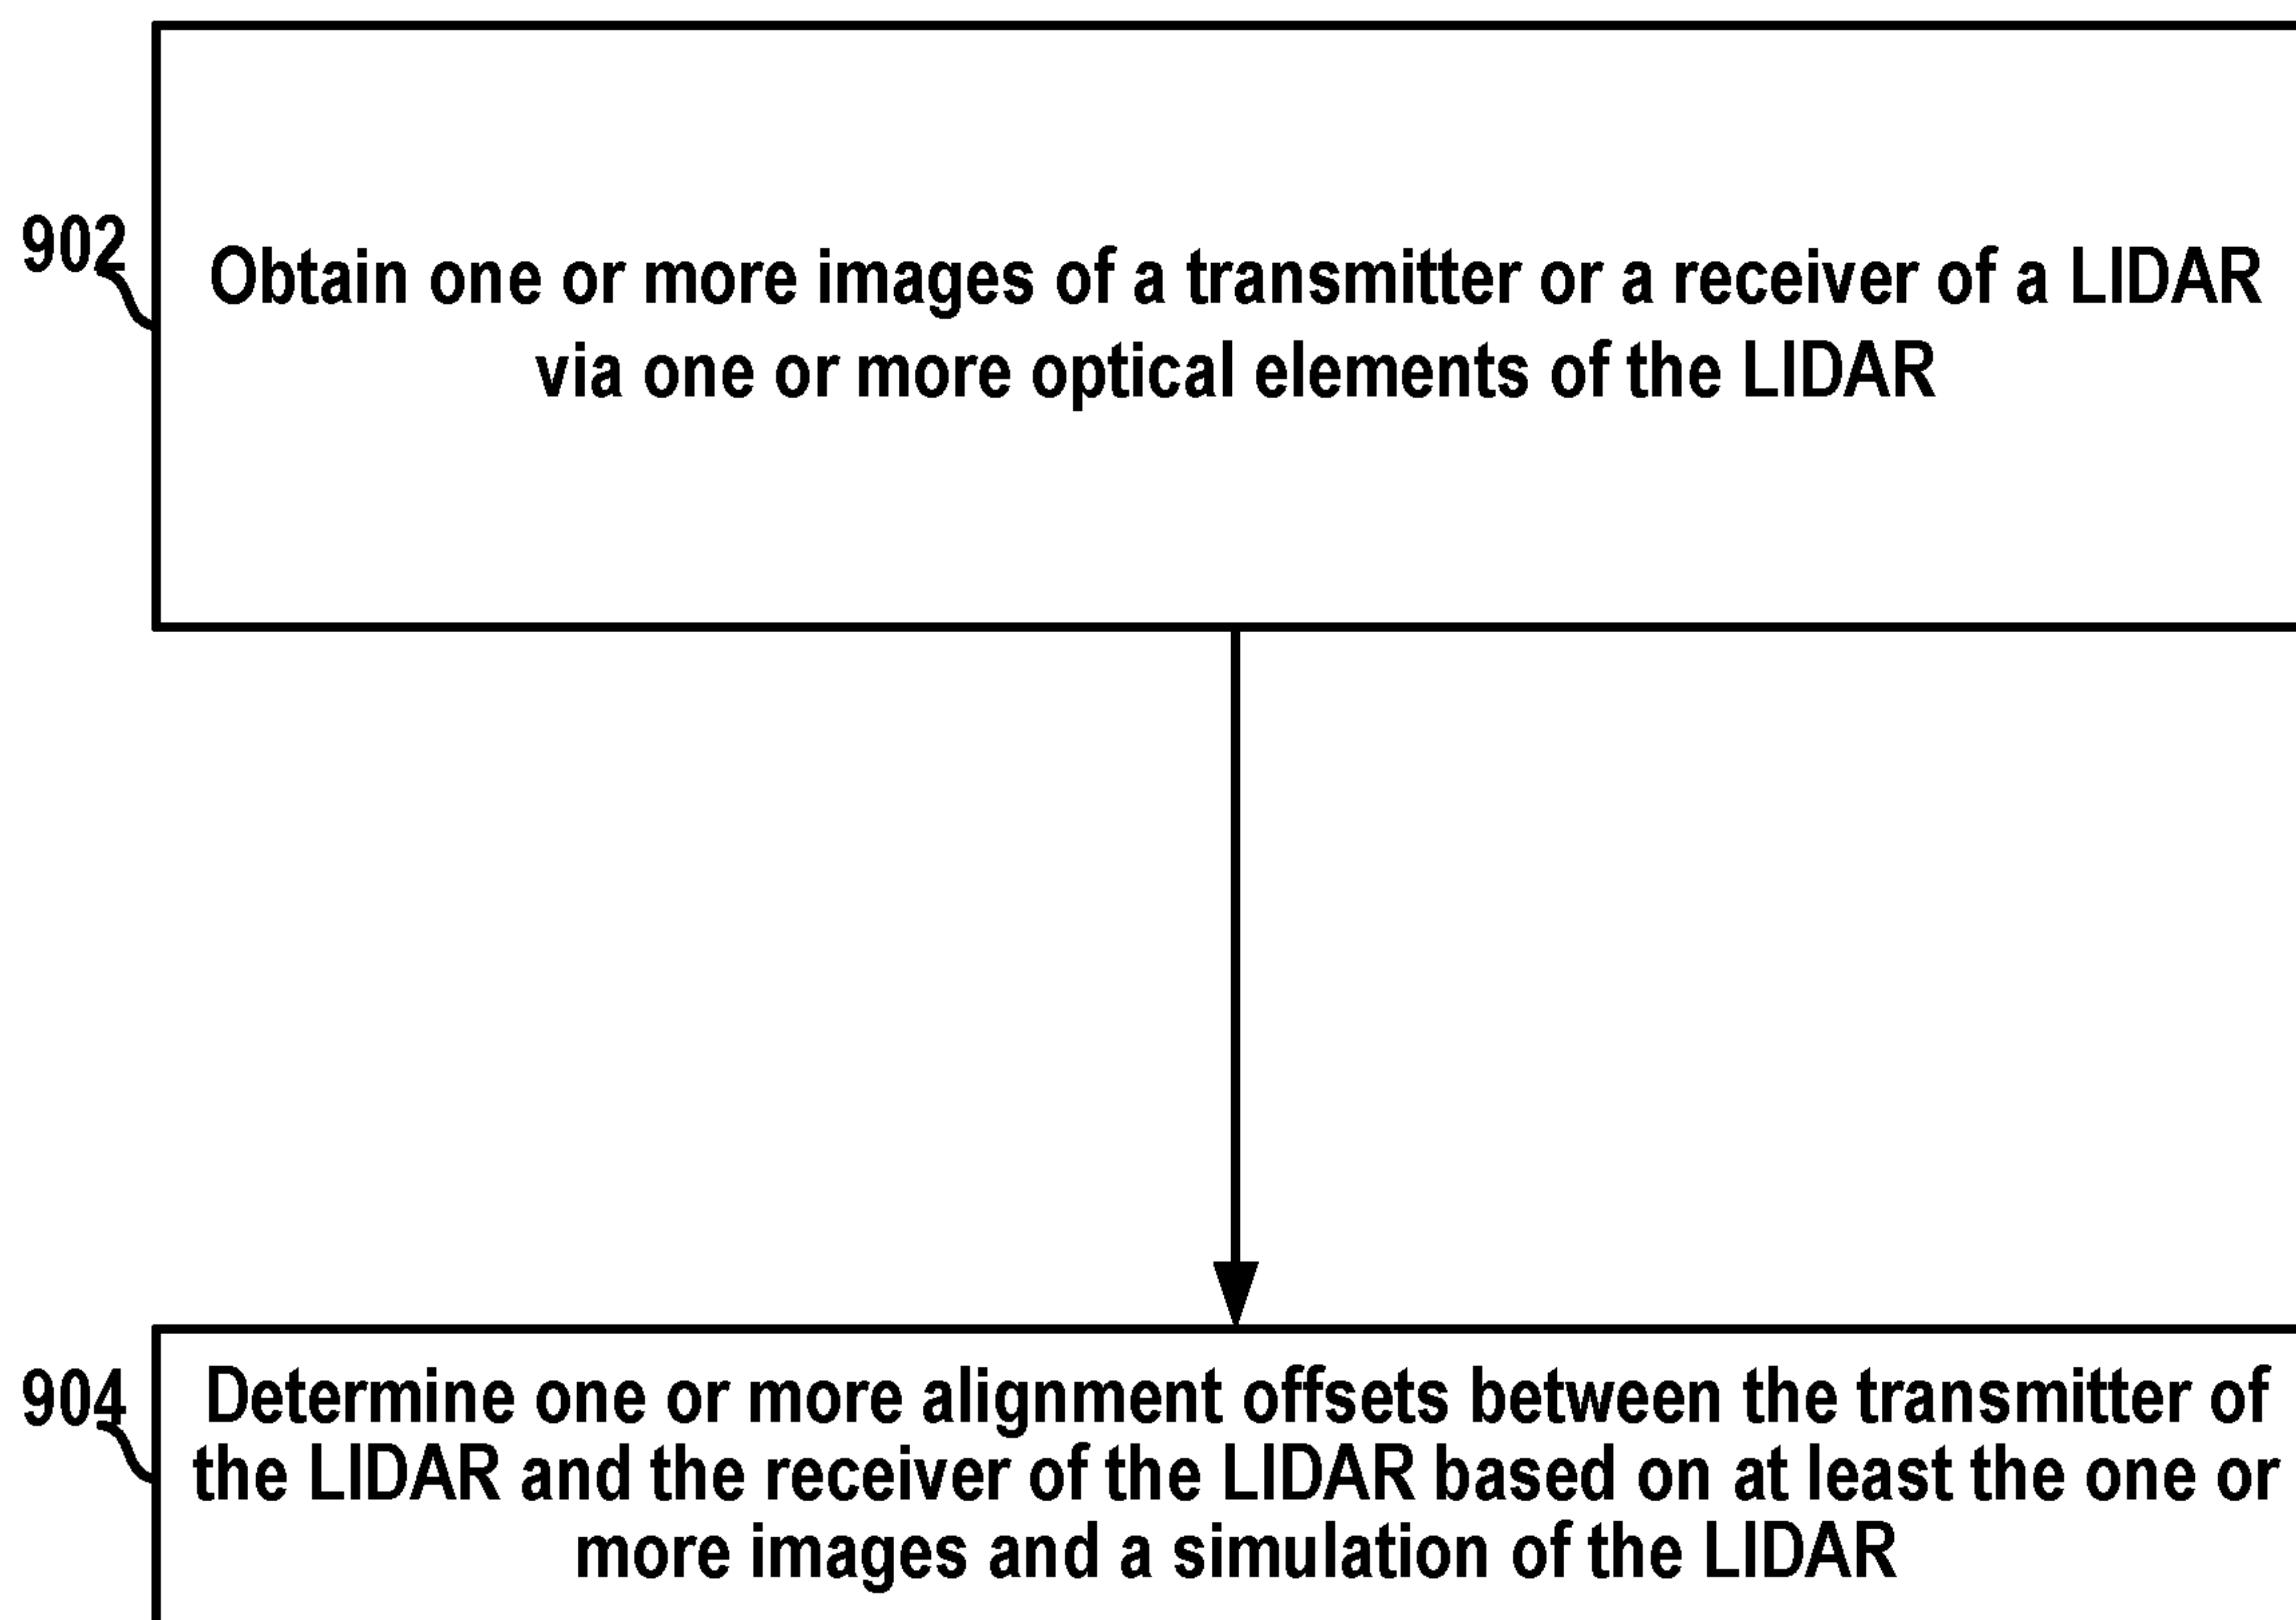 902
Obtain one or more images of a transmitter or a receiver of a LIDAR
via one or more optical elements of the LIDAR
904
Determine one or more alignment offsets between the transmitter of
the LIDAR and the receiver of the LIDAR based on at least the one or
more images and a simulation of the LIDAR